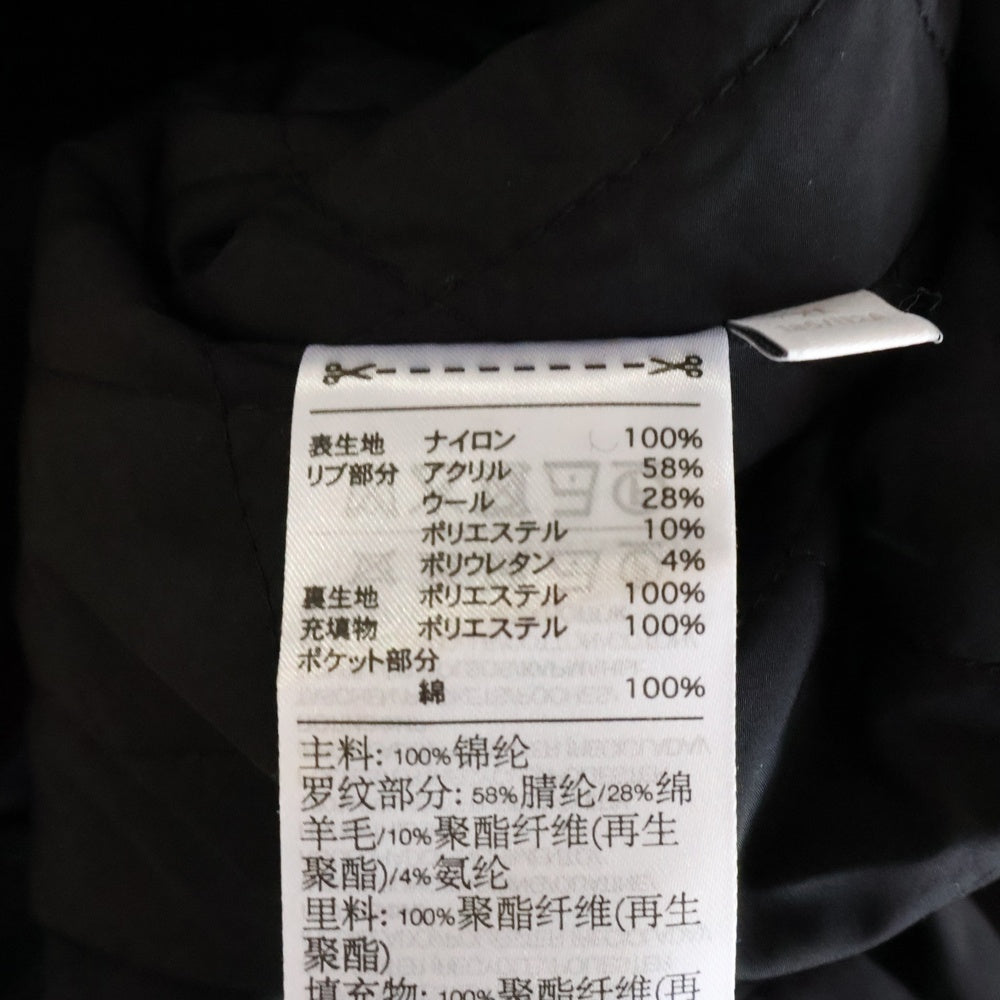 表生地 ナイロン 100%
リブ部分 アクリル 58%
ウール 28%
ポリエステル 10%
ポリウレタン 4%
裏生地 ポリエステル 100%
充填物 ポリエステル 100%
ポケット部分
綿 100%
主料: 100%锦纶
罗纹部分: 58%腈纶/28%绵
羊毛/10%聚酯纤维(再生
聚酯)/4%氨纶
里料: 100%聚酯纤维(再生
聚酯)
填充物: 100%聚酯纤维(再